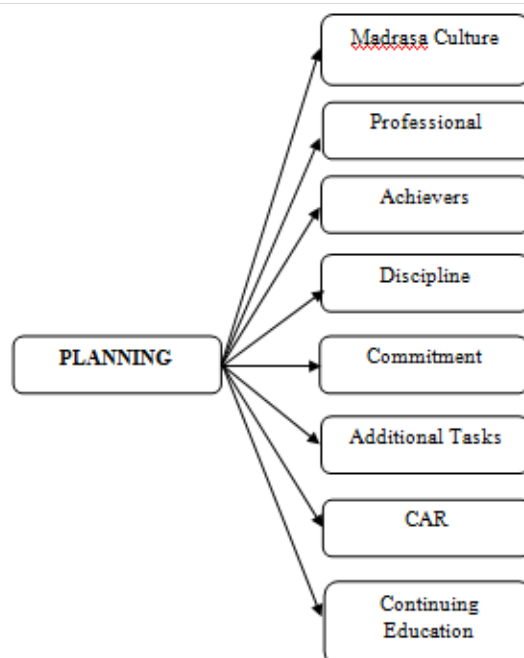 Madrasa Culture
Professional
Achievers
Discipline
PLANNING
Commitment
Additional Tasks
CAR
Continuing
Education